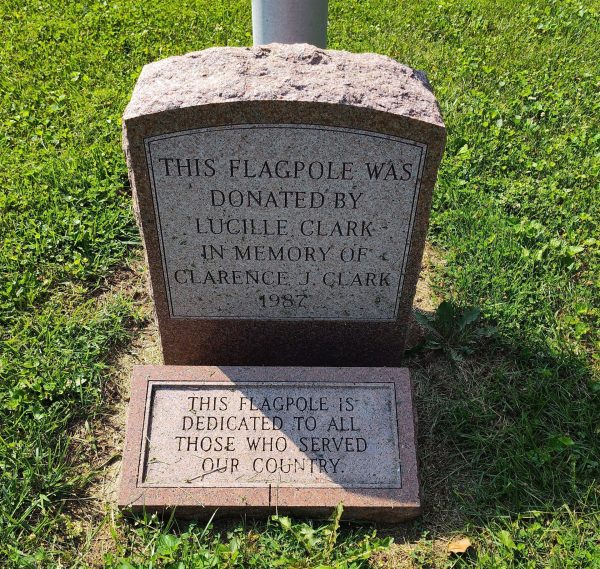 THIS FLAGPOLE WAS
DONATED BY
LUCILLE CLARK
IN MEMORY OF
CLARENCE J. CLARK
1987
THIS FLAGPOLE IS
DEDICATED TO ALL
THOSE WHO SERVED
OUR COUNTRY.